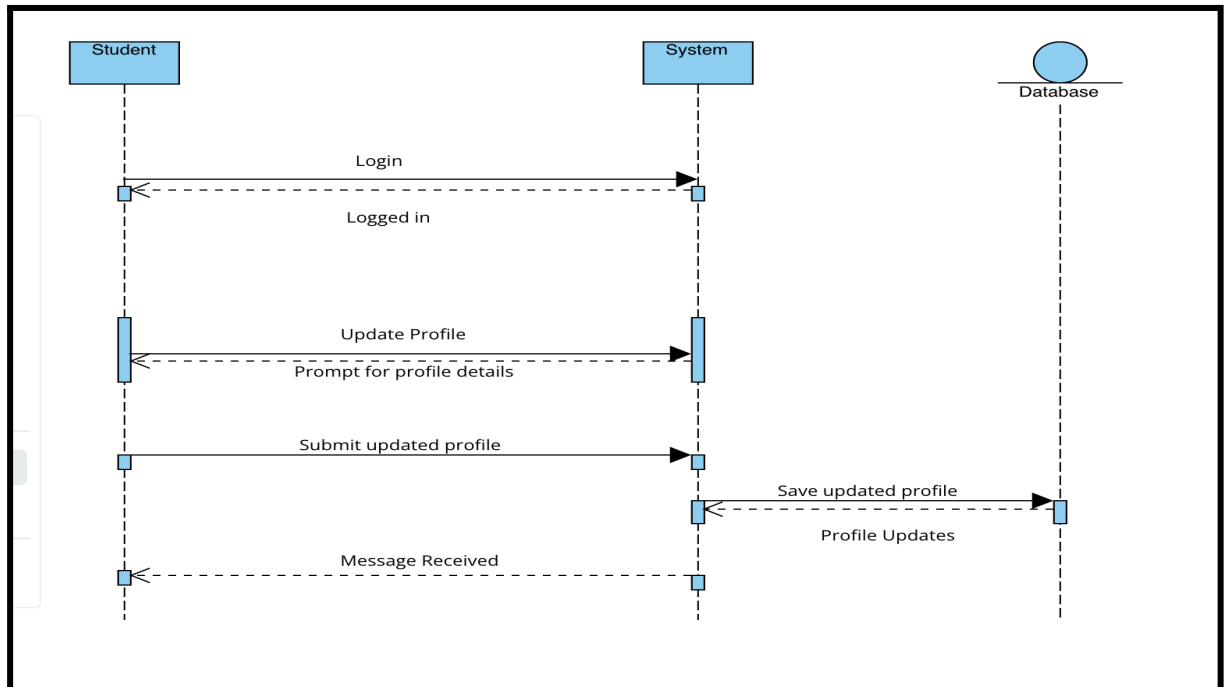 Student
System
Database
Login
Logged in
Update Profile
Prompt for profile details
Submit updated profile
Save updated profile
Profile Updates
Message Received